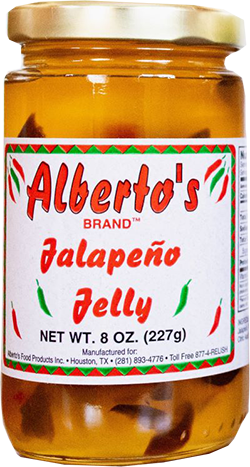 Alberto's
BRAND™
Jalapeño
Jelly
NET WT. 8 OZ. (227g)
Manufactured for:
Alberto's Food Products Inc. • Houston, TX • (281) 893-4776 • Toll Free 877-4-RELISH